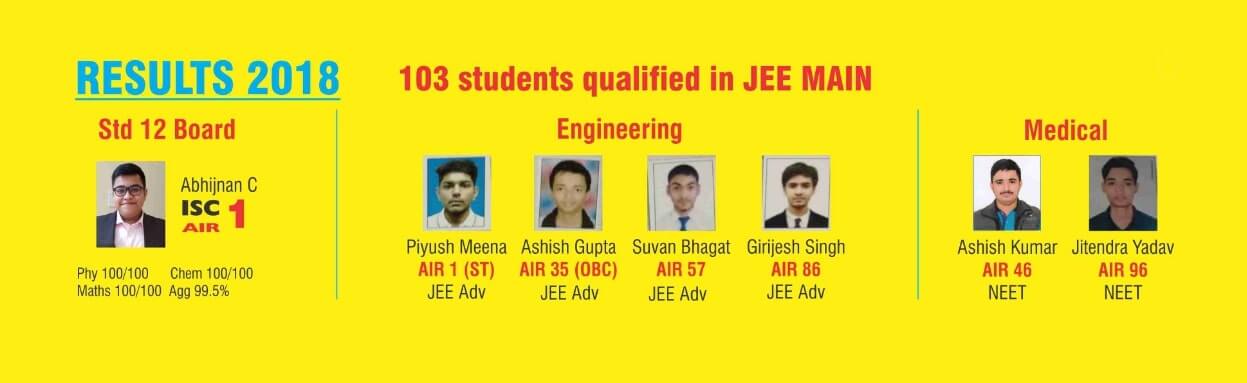 RESULTS 2018
103 students qualified in JEE MAIN
Std 12 Board
Abhijnan C
ISC 1
AIR
Phy 100/100 Chem 100/100
Maths 100/100 Agg 99.5%
Engineering
Piyush Meena Ashish Gupta Suvan Bhagat Girijesh Singh
AIR 1 (ST) AIR 35 (OBC) AIR 57 AIR 86
JEE Adv JEE Adv JEE Adv JEE Adv
Medical
Ashish Kumar Jitendra Yadav
AIR 46 AIR 96
NEET NEET